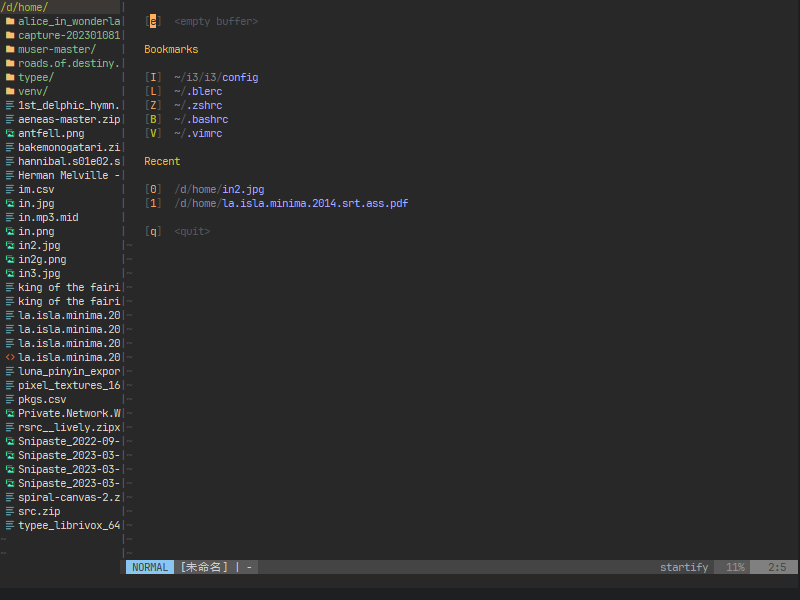 /d/home/
alice_in_wonderla
capture-202301081
muser-master/
roads.of.destiny.
typee/
venv/
1st_delphic_hymn.
aeneas-master.zip
antfell.png
bakemonogatari.zi
hannibal.s01e02.s
Herman Melville -
im.csv
in.jpg
in.mp3.mid
in.png
in2.jpg
in2g.png
in3.jpg
king of the fairi
king of the fairi
la.isla.minima.20
la.isla.minima.20
la.isla.minima.20
la.isla.minima.20
luna_pinyin_expor
pixel_textures_16
pkgs.csv
Private.Network.W
rsrc__lively.zipx
Snipaste_2022-09-
Snipaste_2023-03-
Snipaste_2023-03-
Snipaste_2023-03-
spiral-canvas-2.z
src.zip
typee_librivox_64
[e] <empty buffer>
Bookmarks
[I] ~/i3/i3/config
[L] ~/.blerc
[Z] ~/.zshrc
[B] ~/.bashrc
[V] ~/.vimrc
Recent
[0] /d/home/in2.jpg
[1] /d/home/la.isla.minima.2014.srt.ass.pdf
[q] <quit>
NORMAL [未命名] | - startify 11% 2:5